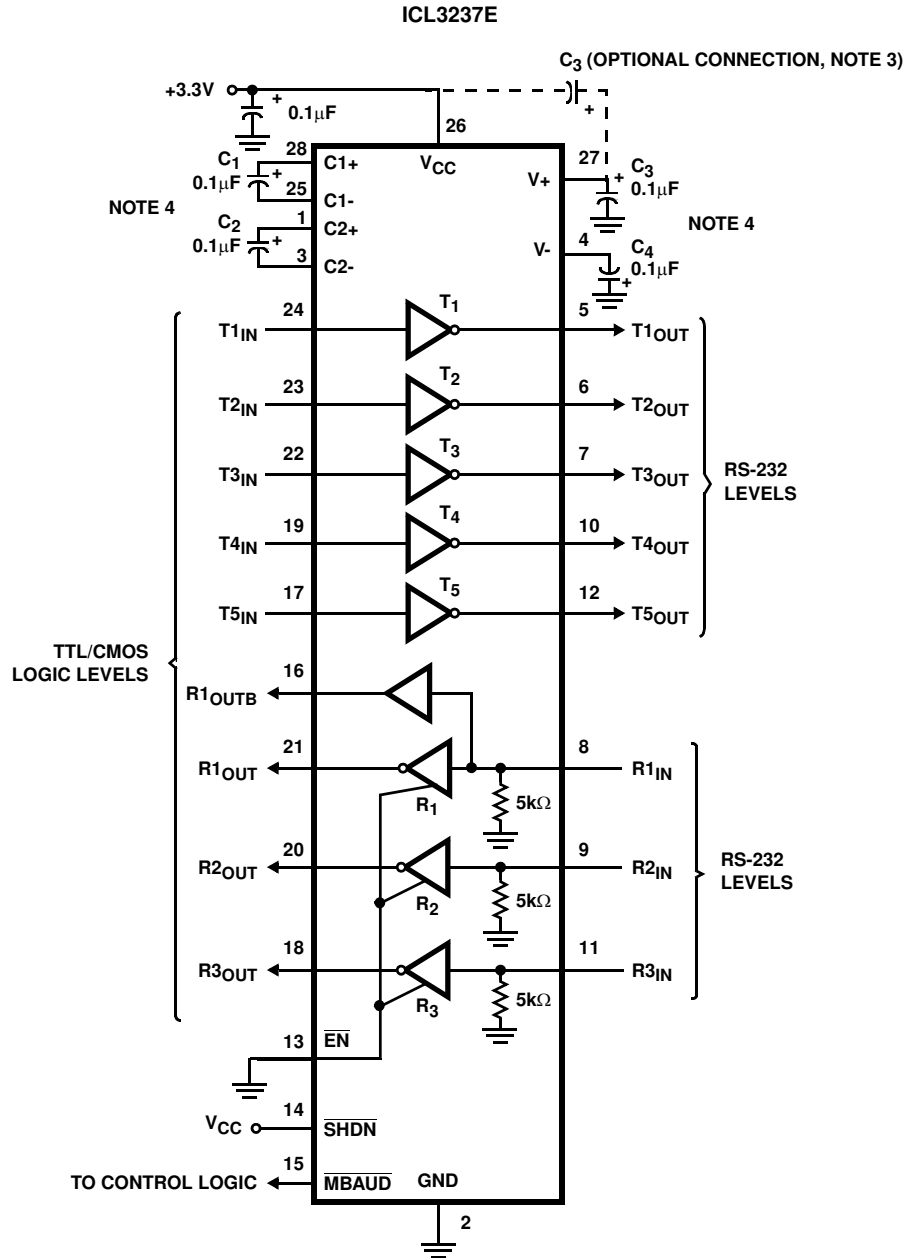 ICL3237E
C3 (OPTIONAL CONNECTION, NOTE 3)
+3.3V
+
0.1µF
+
26
VCC
28
C1+
C1
0.1µF
+
25
C1-
NOTE 4
1
C2+
C2
0.1µF
+
3
C2-
27
V+
+
C3
0.1µF
NOTE 4
4
V-
C4
0.1µF
+
24
T1IN
T1
5
T1OUT
23
T2IN
T2
6
T2OUT
22
T3IN
T3
7
T3OUT
RS-232
LEVELS
19
T4IN
T4
10
T4OUT
17
T5IN
T5
12
T5OUT
TTL/CMOS
LOGIC LEVELS
16
R1OUTB
21
R1OUT
R1
8
R1IN
5kΩ
20
R2OUT
R2
9
R2IN
5kΩ
RS-232
LEVELS
18
R3OUT
R3
11
R3IN
5kΩ
13
EN
14
VCC
SHDN
15
TO CONTROL LOGIC
MBAUD
GND
2